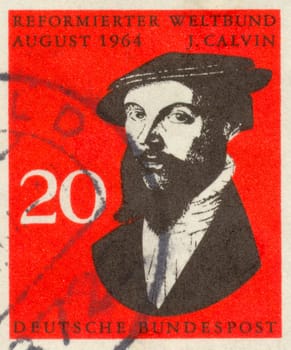 REFORMIERTER WELTBUND
AUGUST 1964 J. CALVIN
20
DEUTSCHE BUNDESPOST